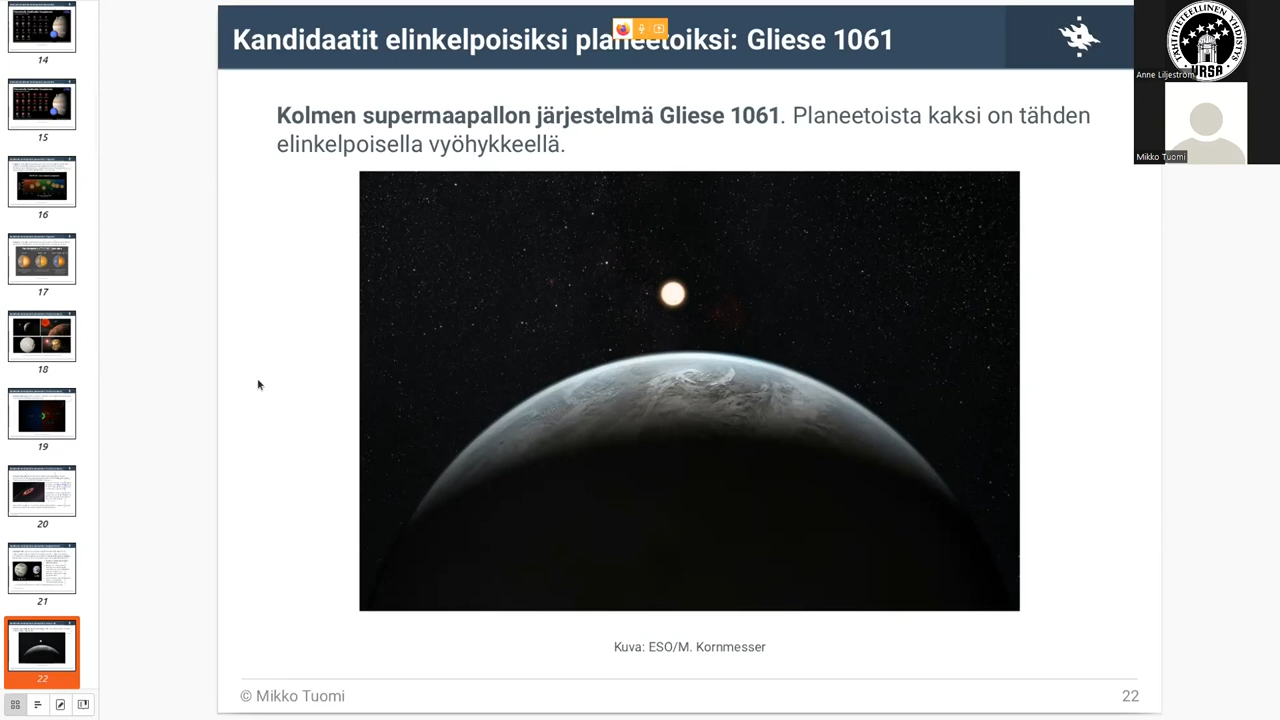 Kandidaatit elinkelpoisiksi planeetoiksi: Gliese 1061
Kolmen supermaapallon järjestelmä Gliese 1061. Planeetoista kaksi on tähden
elinkelpoisella vyöhykkeellä.
Kuva: ESO/M. Kornmesser
© Mikko Tuomi
22
14
15
16
17
18
19
20
21
22
URSA
Anne Liljeström
Mikko Tuomi